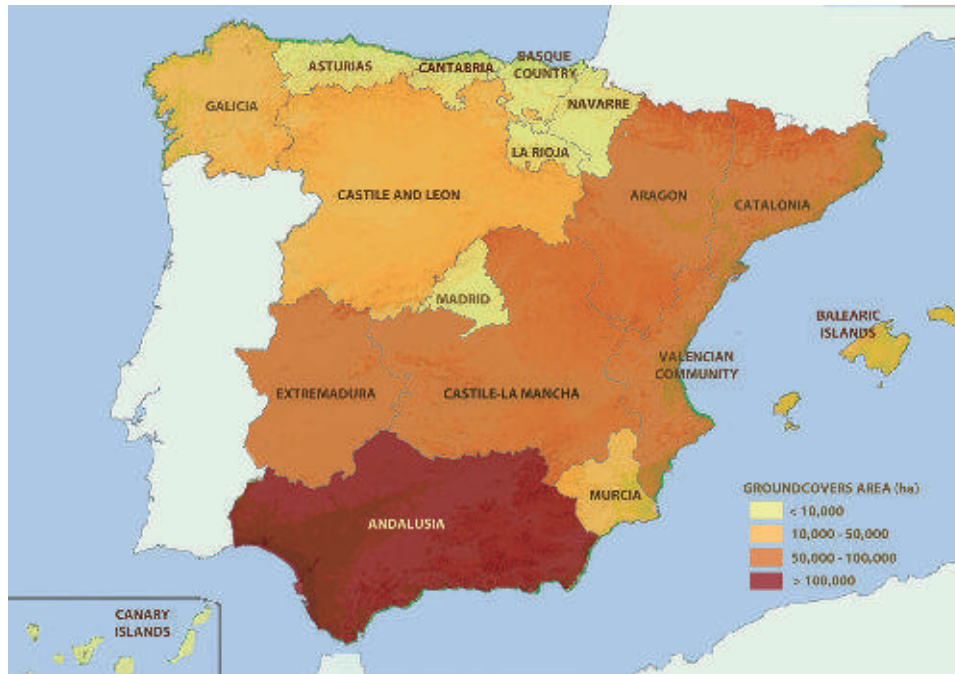 ASTURIAS
CANTABRIA
BASQUE
COUNTRY
GALICIA
NAVARRE
LA RIOJA
CASTILE AND LEON
ARAGON
CATALONIA
MADRID
BALEARIC
ISLANDS
VALENCIAN
COMMUNITY
EXTREMADURA
CASTILE-LA MANCHA
MURCIA
ANDALUSIA
GROUNDCOVERS AREA (ha)
< 10,000
10,000 - 50,000
50,000 - 100,000
> 100,000
CANARY
ISLANDS